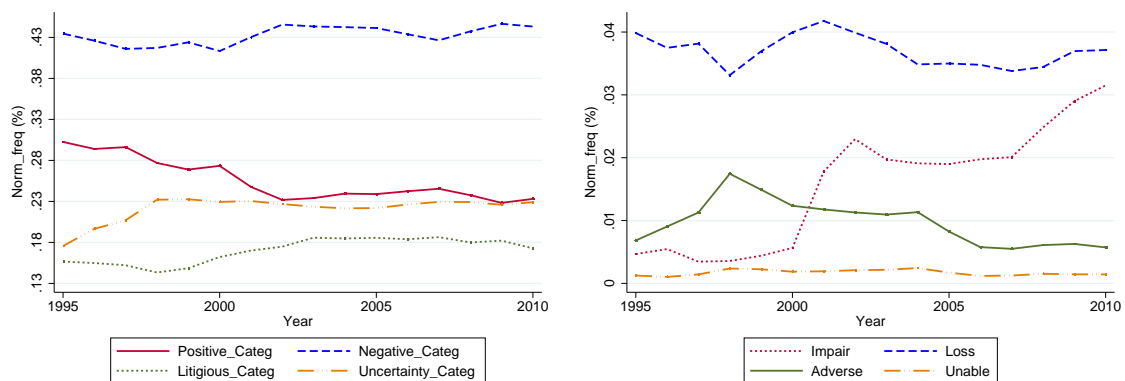 Norm_freq (%)
.43
.38
.33
.28
.23
.18
.13
1995
2000
2005
2010
Year
Positive_Categ
Negative_Categ
Litigious_Categ
Uncertainty_Categ
Norm_freq (%)
.04
.03
.02
.01
0
1995
2000
2005
2010
Year
Impair
Loss
Adverse
Unable